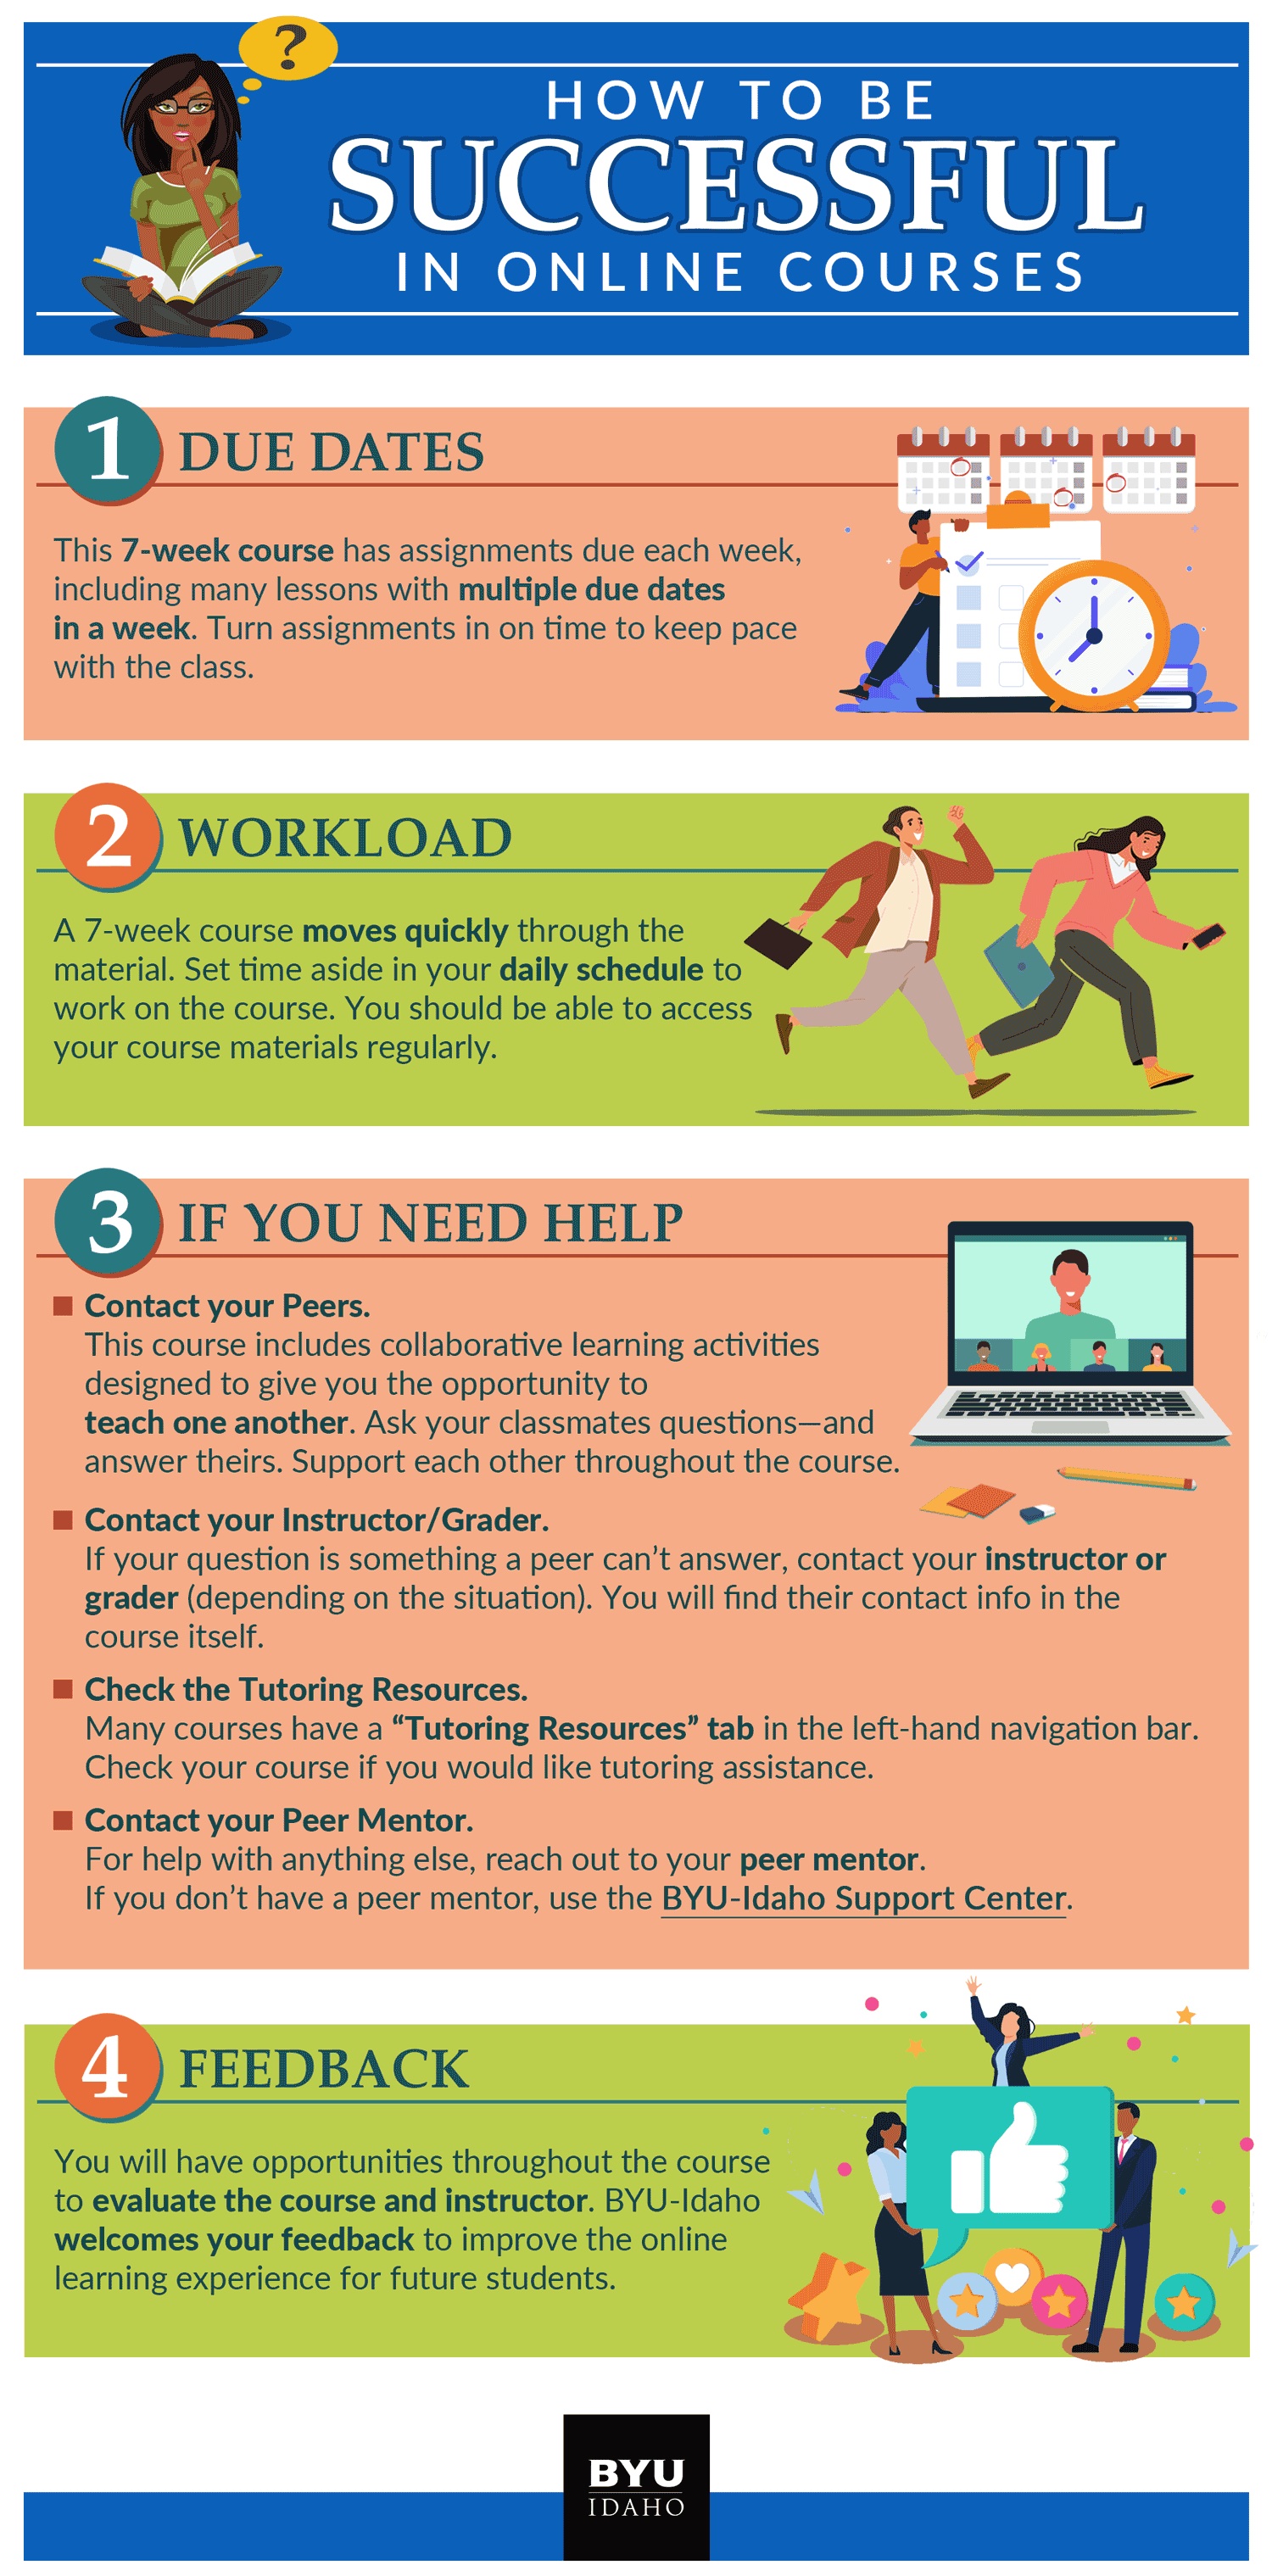 ?
HOW TO BE
SUCCESSFUL
IN ONLINE COURSES
1 DUE DATES
This 7-week course has assignments due each week,
including many lessons with multiple due dates
in a week. Turn assignments in on time to keep pace
with the class.
2 WORKLOAD
A 7-week course moves quickly through the
material. Set time aside in your daily schedule to
work on the course. You should be able to access
your course materials regularly.
3 IF YOU NEED HELP
Contact your Peers.
This course includes collaborative learning activities
designed to give you the opportunity to
teach one another. Ask your classmates questions—and
answer theirs. Support each other throughout the course.
Contact your Instructor/Grader.
If your question is something a peer can’t answer, contact your instructor or
grader (depending on the situation). You will find their contact info in the
course itself.
Check the Tutoring Resources.
Many courses have a “Tutoring Resources” tab in the left-hand navigation bar.
Check your course if you would like tutoring assistance.
Contact your Peer Mentor.
For help with anything else, reach out to your peer mentor.
If you don’t have a peer mentor, use the BYU-Idaho Support Center.
4 FEEDBACK
You will have opportunities throughout the course
to evaluate the course and instructor. BYU-Idaho
welcomes your feedback to improve the online
learning experience for future students.
BYU
IDAHO